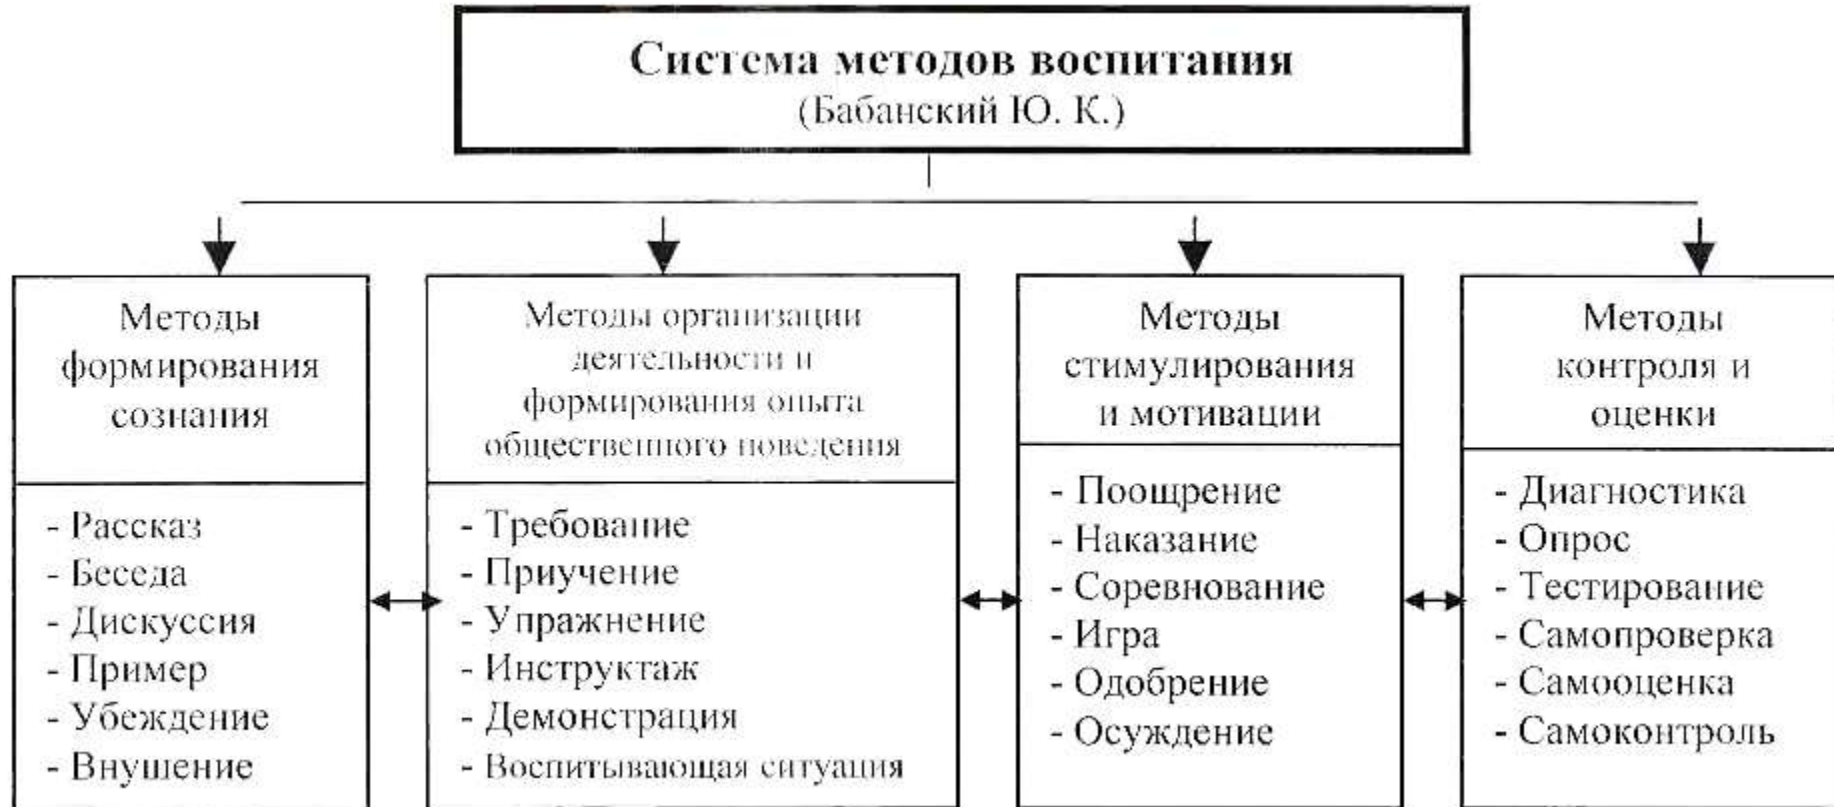 Система методов воспитания
(Бабанский Ю. К.)
Методы
формирования
сознания
- Рассказ
- Беседа
- Дискуссия
- Пример
- Убеждение
- Внушение
Методы организации
деятельности и
формирования опыта
общественного поведения
- Требование
- Приучение
- Упражнение
- Инструктаж
- Демонстрация
- Воспитывающая ситуация
Методы
стимулирования
и мотивации
- Поощрение
- Наказание
- Соревнование
- Игра
- Одобрение
- Осуждение
Методы
контроля и
оценки
- Диагностика
- Опрос
- Тестирование
- Самопроверка
- Самооценка
- Самоконтроль